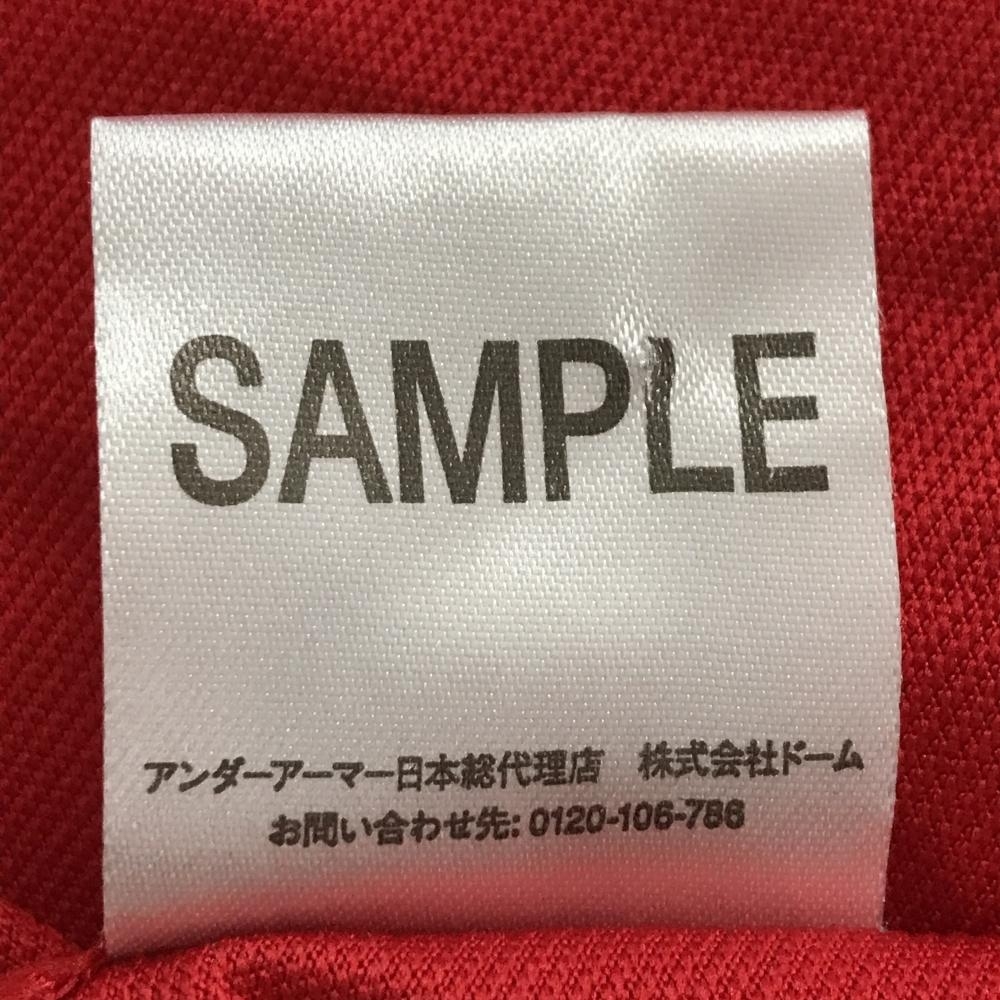 SAMPLE
アンダーアーマー日本総代理店　株式会社ドーム
お問い合わせ先: 0120-106-786